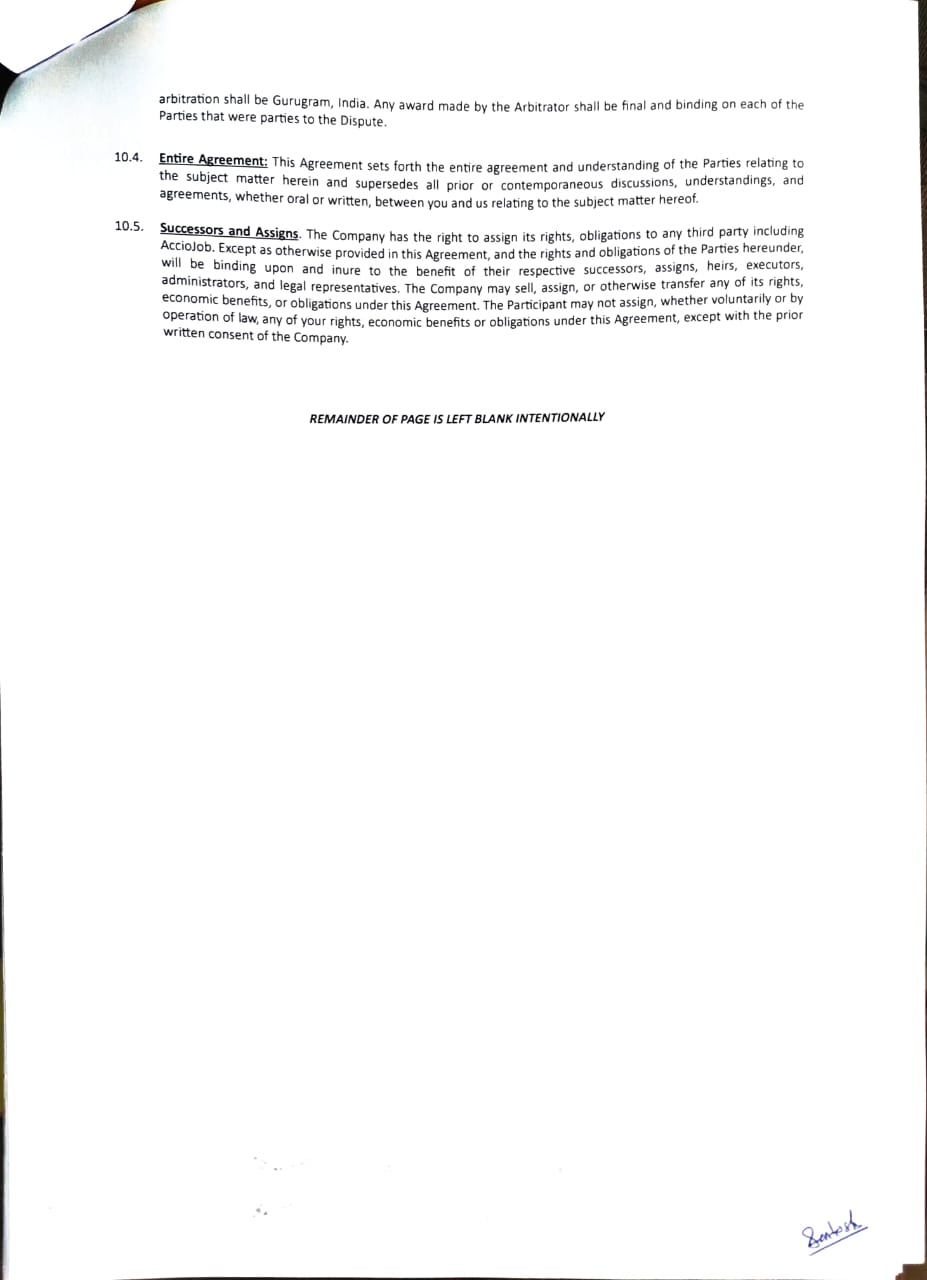 arbitration shall be Gurugram, India. Any award made by the Arbitrator shall be final and binding on each of the
Parties that were parties to the Dispute.
10.4. Entire Agreement: This Agreement sets forth the entire agreement and understanding of the Parties relating to
the subject matter herein and supersedes all prior or contemporaneous discussions, understandings, and
agreements, whether oral or written, between you and us relating to the subject matter hereof.
10.5. Successors and Assigns. The Company has the right to assign its rights, obligations to any third party including
AccioJob. Except as otherwise provided in this Agreement, and the rights and obligations of the Parties hereunder,
will be binding upon and inure to the benefit of their respective successors, assigns, heirs, executors,
administrators, and legal representatives. The Company may sell, assign, or otherwise transfer any of its rights,
economic benefits, or obligations under this Agreement. The Participant may not assign, whether voluntarily or by
operation of law, any of your rights, economic benefits or obligations under this Agreement, except with the prior
written consent of the Company.
REMAINDER OF PAGE IS LEFT BLANK INTENTIONALLY
Santosh